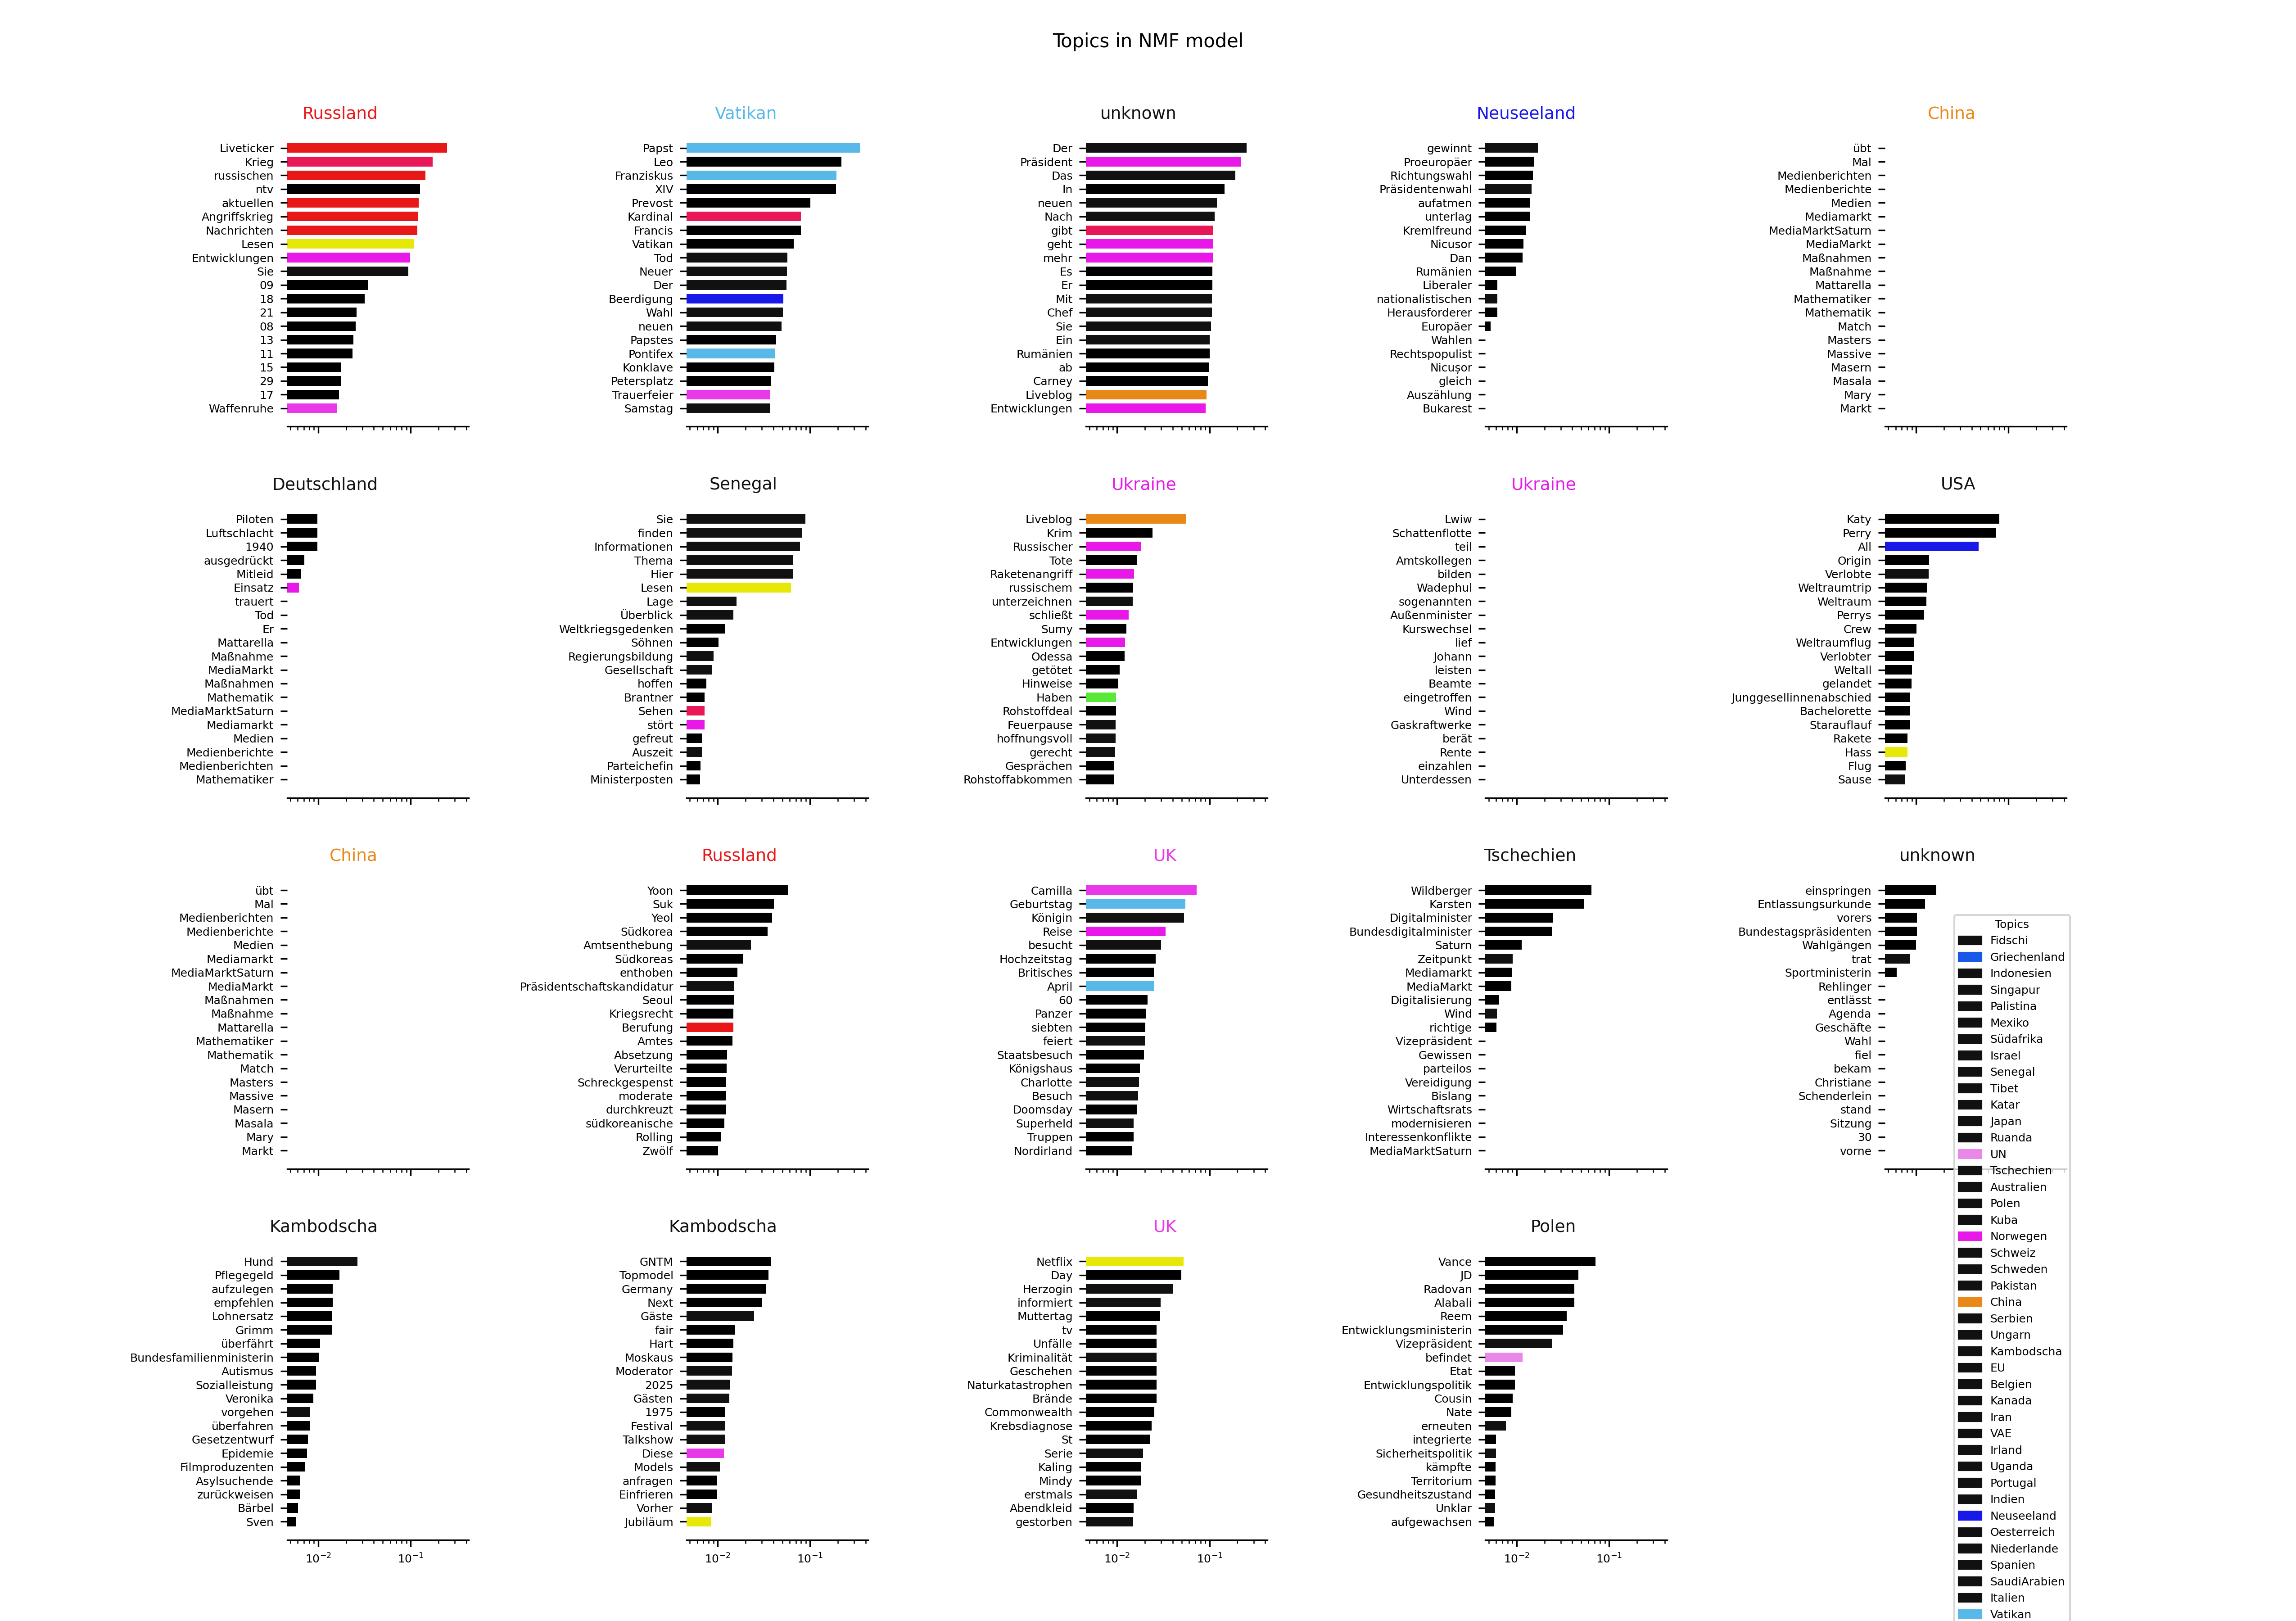 Topics in NMF model
Russland
Liveticker
Krieg
russischen
ntv
aktuellen
Angriffskrieg
Nachrichten
Lesen
Entwicklungen
Sie
09
18
21
08
13
11
15
29
17
Waffenruhe
Vatikan
Papst
Leo
Franziskus
XIV
Prevost
Kardinal
Francis
Vatikan
Tod
Neuer
Der
Beerdigung
Wahl
neuen
Papstes
Pontifex
Konklave
Petersplatz
Trauerfeier
Samstag
unknown
Der
Präsident
Das
In
neuen
Nach
gibt
geht
mehr
Es
Er
Mit
Chef
Sie
Ein
Rumänien
ab
Carney
Liveblog
Entwicklungen
Neuseeland
gewinnt
Proeuropäer
Richtungswahl
Präsidentenwahl
aufatmen
unterlag
Kremlfreund
Nicusor
Dan
Rumänien
Liberaler
nationalistischen
Herausforderer
Europäer
Wahlen
Rechtspopulist
Nicușor
gleich
Auszählung
Bukarest
China
übt
Mal
Medienberichten
Medienberichte
Medien
Mediamarkt
MediaMarktSaturn
MediaMarkt
Maßnahmen
Maßnahme
Mattarella
Mathematiker
Mathematik
Match
Masters
Massive
Masern
Masala
Mary
Markt
Deutschland
Piloten
Luftschlacht
1940
ausgedrückt
Mitleid
Einsatz
trauert
Tod
Er
Mattarella
Maßnahme
MediaMarkt
Maßnahmen
Mathematik
MediaMarktSaturn
Mediamarkt
Medien
Medienberichte
Medienberichten
Mathematiker
Senegal
Sie
finden
Informationen
Thema
Hier
Lesen
Lage
Überblick
Weltkriegsgedenken
Söhnen
Regierungsbildung
Gesellschaft
hoffen
Brantner
Sehen
stört
gefreut
Auszeit
Parteichefin
Ministerposten
Ukraine
Liveblog
Krim
Russischer
Tote
Raketenangriff
russischem
unterzeichnen
schließt
Sumy
Entwicklungen
Odessa
getötet
Hinweise
Haben
Rohstoffdeal
Feuerpause
hoffnungsvoll
gerecht
Gesprächen
Rohstoffabkommen
Ukraine
Lwiw
Schattenflotte
teil
Amtskollegen
bilden
Wadephul
sogenannten
Außenminister
Kurswechsel
lief
Johann
leisten
Beamte
eingetroffen
Wind
Gaskraftwerke
berät
Rente
einzahlen
Unterdessen
USA
Katy
Perry
All
Origin
Verlobte
Weltraumtrip
Weltraum
Perrys
Crew
Weltraumflug
Verlobter
Weltall
gelandet
Junggesellinnenabschied
Bachelorette
Starauflauf
Rakete
Hass
Flug
Sause
China
übt
Mal
Medienberichten
Medienberichte
Medien
Mediamarkt
MediaMarktSaturn
MediaMarkt
Maßnahmen
Maßnahme
Mattarella
Mathematiker
Mathematik
Match
Masters
Massive
Masern
Masala
Mary
Markt
Russland
Yoon
Suk
Yeol
Südkorea
Amtsenthebung
Südkoreas
enthoben
Präsidentschaftskandidatur
Seoul
Kriegsrecht
Berufung
Amtes
Absetzung
Verurteilte
Schreckgespenst
moderate
durchkreuzt
südkoreanische
Rolling
Zwölf
UK
Camilla
Geburtstag
Königin
Reise
besucht
Hochzeitstag
Britisches
April
60
Panzer
siebten
feiert
Staatsbesuch
Königshaus
Charlotte
Besuch
Doomsday
Superheld
Truppen
Nordirland
Tschechien
Wildberger
Karsten
Digitalminister
Bundesdigitalminister
Saturn
Zeitpunkt
Mediamarkt
MediaMarkt
Digitalisierung
Wind
richtige
Vizepräsident
Gewissen
parteilos
Vereidigung
Bislang
Wirtschaftsrats
modernisieren
Interessenkonflikte
MediaMarktSaturn
unknown
einspringen
Entlassungsurkunde
vorers
Bundestagspräsidenten
Wahlgängen
trat
Sportministerin
Rehlinger
entlässt
Agenda
Geschäfte
Wahl
fiel
bekam
Christiane
Schenderlein
stand
Sitzung
30
vorne
Kambodscha
Hund
Pflegegeld
aufzulegen
empfehlen
Lohnersatz
Grimm
überfährt
Bundesfamilienministerin
Autismus
Sozialleistung
Veronika
vorgehen
überfahren
Gesetzentwurf
Epidemie
Filmproduzenten
Asylsuchende
zurückweisen
Bärbel
Sven
10⁻² 10⁻¹
Kambodscha
GNTM
Topmodel
Germany
Next
Gäste
fair
Hart
Moskaus
Moderator
2025
Gästen
1975
Festival
Talkshow
Diese
Models
anfragen
Einfrieren
Vorher
Jubiläum
10⁻² 10⁻¹
UK
Netflix
Day
Herzogin
informiert
Muttertag
tv
Unfälle
Kriminalität
Geschehen
Naturkatastrophen
Brände
Commonwealth
Krebsdiagnose
St
Serie
Kaling
Mindy
erstmals
Abendkleid
gestorben
10⁻² 10⁻¹
Polen
Vance
JD
Radovan
Alabali
Reem
Entwicklungsministerin
Vizepräsident
befindet
Etat
Entwicklungspolitik
Cousin
Nate
erneuten
integrierte
Sicherheitspolitik
kämpfte
Territorium
Gesundheitszustand
Unklar
aufgewachsen
10⁻² 10⁻¹
Topics
Fidschi
Griechenland
Indonesien
Singapur
Palistina
Mexiko
Südafrika
Israel
Senegal
Tibet
Katar
Japan
Ruanda
UN
Tschechien
Australien
Polen
Kuba
Norwegen
Schweiz
Schweden
Pakistan
China
Serbien
Ungarn
Kambodscha
EU
Belgien
Kanada
Iran
VAE
Irland
Uganda
Portugal
Indien
Neuseeland
Oesterreich
Niederlande
Spanien
SaudiArabien
Italien
Vatikan